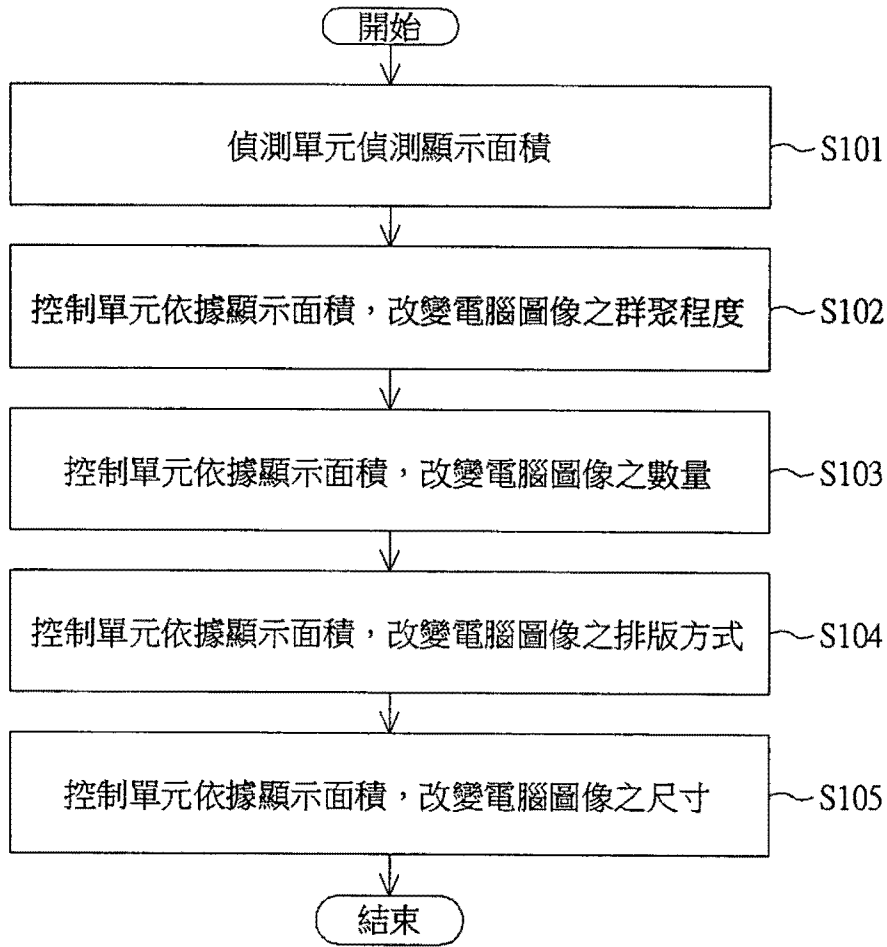 開始
偵測單元偵測顯示面積
S101
控制單元依據顯示面積，改變電腦圖像之群聚程度
S102
控制單元依據顯示面積，改變電腦圖像之數量
S103
控制單元依據顯示面積，改變電腦圖像之排版方式
S104
控制單元依據顯示面積，改變電腦圖像之尺寸
S105
結束